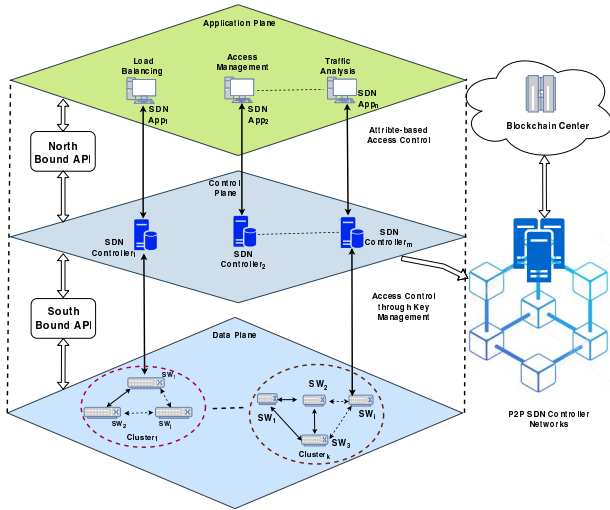 Application Plane
Load
Balancing
Access
Management
Traffic
Analysis
SDN
App1
SDN
App2
SDN
Appn
Attribte-based
Access Control
Blockchain Center
North
Bound API
Control
Plane
SDN
Controller1
SDN
Controller2
SDN
Controllerm
Access Control
through Key
Management
South
Bound API
Data Plane
SWi
SW2
SWj
Cluster1
SW2
SW1
SWj
SW3
Clusterk
P2P SDN Controller
Networks